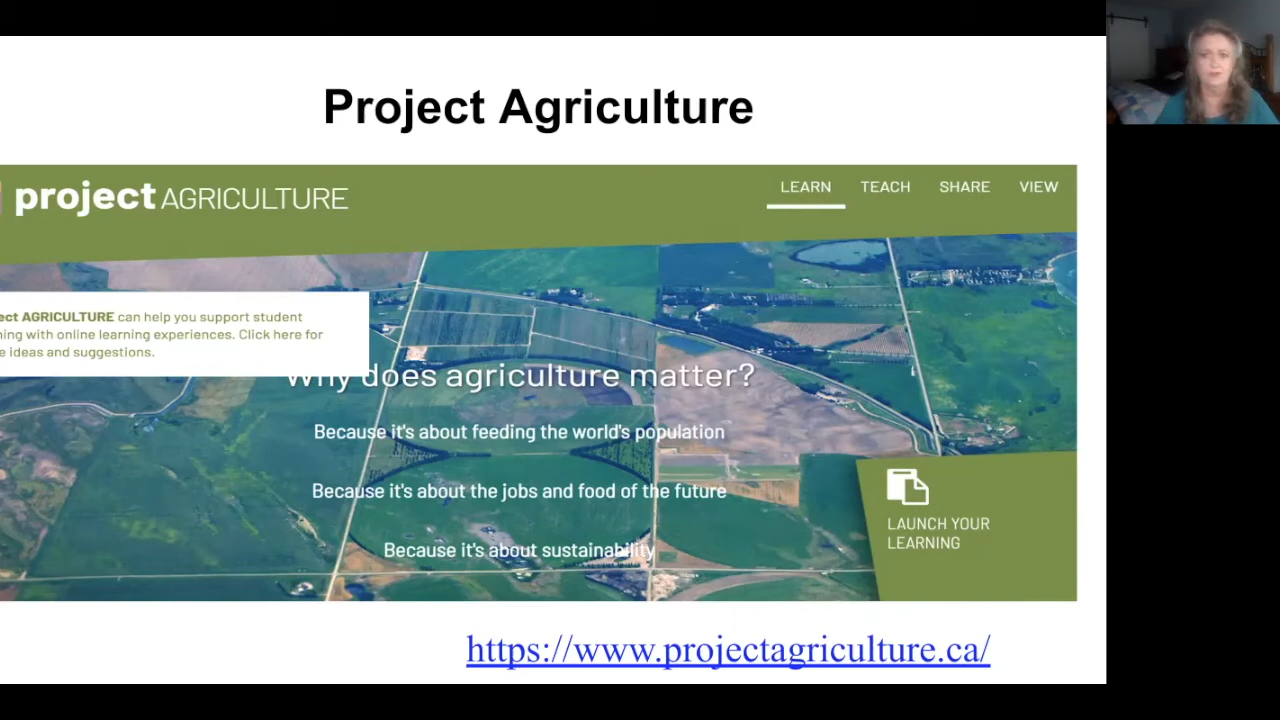 Project Agriculture
project AGRICULTURE
LEARN TEACH SHARE VIEW
AGRICULTURE can help you support student
with online learning experiences. Click here for
ideas and suggestions.
Why does agriculture matter?
Because it's about feeding the world's population
Because it's about the jobs and food of the future
Because it's about sustainability
LAUNCH YOUR
LEARNING
https://www.projectagriculture.ca/